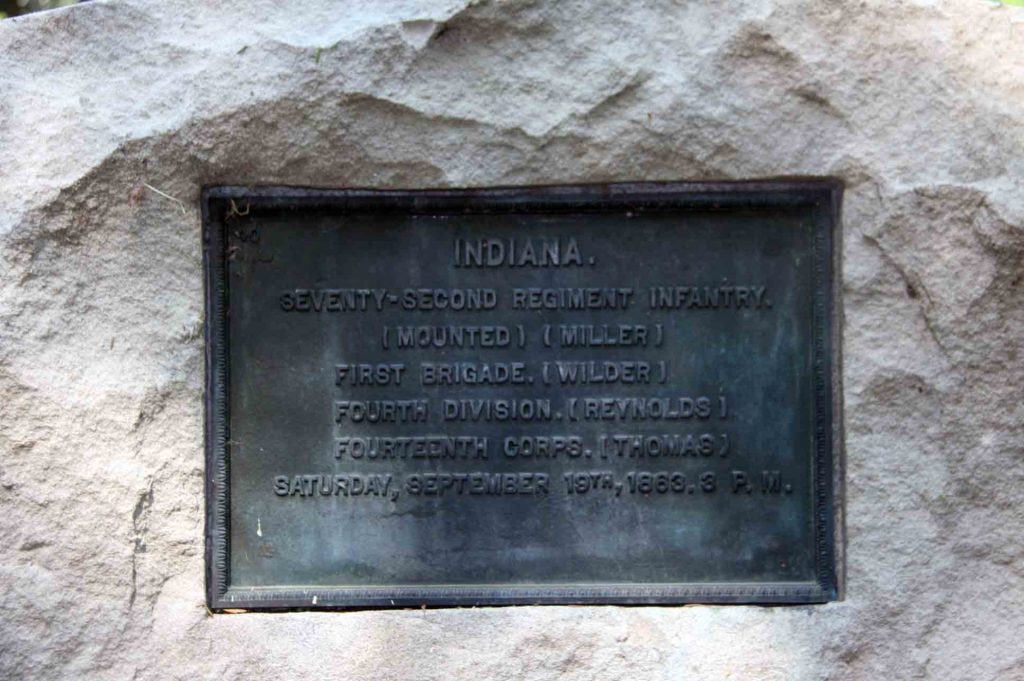 INDIANA.
SEVENTY-SECOND REGIMENT INFANTRY.
(MOUNTED) (MILLER)
FIRST BRIGADE. (WILDER)
FOURTH DIVISION. (REYNOLDS)
FOURTEENTH CORPS. (THOMAS)
SATURDAY, SEPTEMBER 19TH, 1863. 3 P. M.